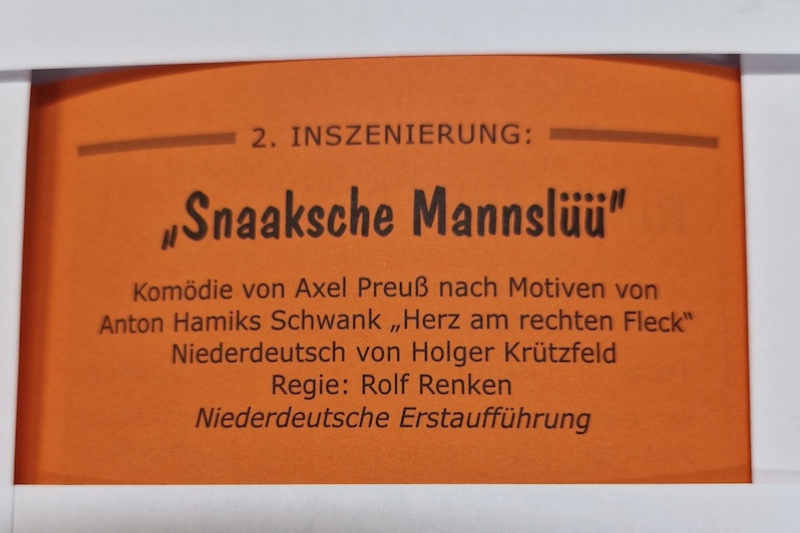 2. INSZENIERUNG:
„Snaaksche Mannslüü"
Komödie von Axel Preuß nach Motiven von
Anton Hamiks Schwank „Herz am rechten Fleck“
Niederdeutsch von Holger Krützfeld
Regie: Rolf Renken
Niederdeutsche Erstaufführung